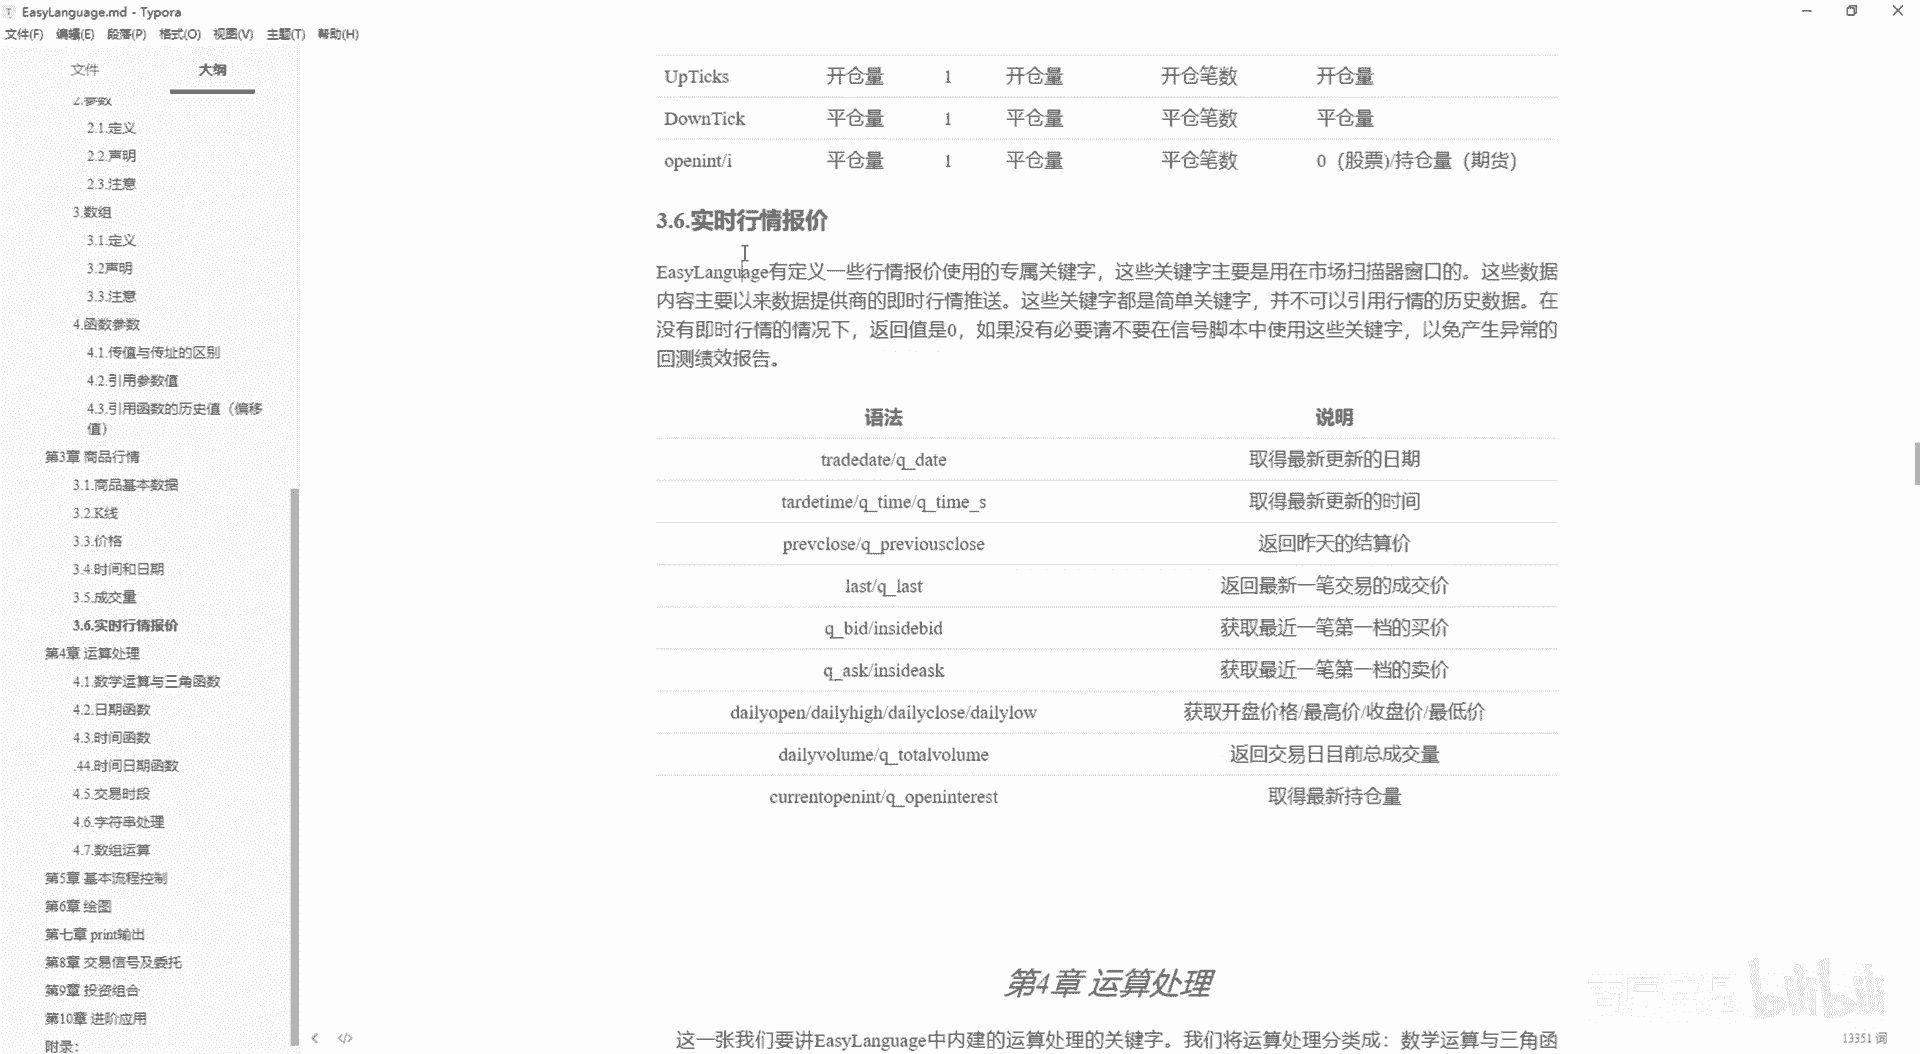 EasyLanguage.md - Typora
文件(F) 编辑(E) 段落(P) 格式(O) 视图(V) 主题(T) 帮助(H)
文件 大纲
2.参数
2.1.定义
2.2.声明
2.3.注意
3.数组
3.1.定义
3.2声明
3.3.注意
4.函数参数
4.1.传值与传址的区别
4.2.引用参数值
4.3.引用函数的历史值（偏移
值）
第3章 商品行情
3.1.商品基本数据
3.2.K线
3.3.价格
3.4.时间和日期
3.5.成交量
3.6.实时行情报价
第4章 运算处理
4.1.数学运算与三角函数
4.2.日期函数
4.3.时间函数
.44.时间日期函数
4.5.交易时段
4.6.字符串处理
4.7.数组运算
第5章 基本流程控制
第6章 绘图
第七章 print输出
第8章 交易信号及委托
第9章 投资组合
第10章 进阶应用
附录：
UpTicks 开仓量 1 开仓量 开仓笔数 开仓量
DownTick 平仓量 1 平仓量 平仓笔数 平仓量
openint/i 平仓量 1 平仓量 平仓笔数 0（股票)/持仓量（期货）
3.6.实时行情报价
EasyLanguage有定义一些行情报价使用的专属关键字，这些关键字主要是用在市场扫描器窗口的。这些数据
内容主要以来数据提供商的即时行情推送。这些关键字都是简单关键字，并不可以引用行情的历史数据。在
没有即时行情的情况下，返回值是0，如果没有必要请不要在信号脚本中使用这些关键字，以免产生异常的
回测绩效报告。
语法 说明
tradedate/q_date 取得最新更新的日期
tardetime/q_time/q_time_s 取得最新更新的时间
prevclose/q_previousclose 返回昨天的结算价
last/q_last 返回最新一笔交易的成交价
q_bid/insidebid 获取最近一笔第一档的买价
q_ask/insideask 获取最近一笔第一档的卖价
dailyopen/dailyhigh/dailyclose/dailylow 获取开盘价格/最高价/收盘价/最低价
dailyvolume/q_totalvolume 返回交易日目前总成交量
currentopenint/q_openinterest 取得最新持仓量
第4章 运算处理
这一张我们要讲EasyLanguage中内建的运算处理的关键字。我们将运算处理分类成：数学运算与三角函
bilibili
13351 词